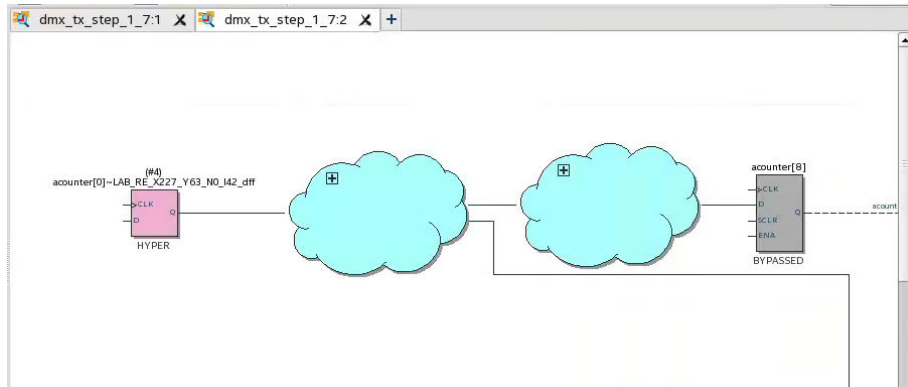 dmx_tx_step_1_7:1
dmx_tx_step_1_7:2
(#4)
acounter[0]~LAB_RE_X227_Y63_N0_I42_dff
CLK
D
Q
HYPER
acounter[8]
CLK
D
SCLR
ENA
Q
BYPASSED
acount